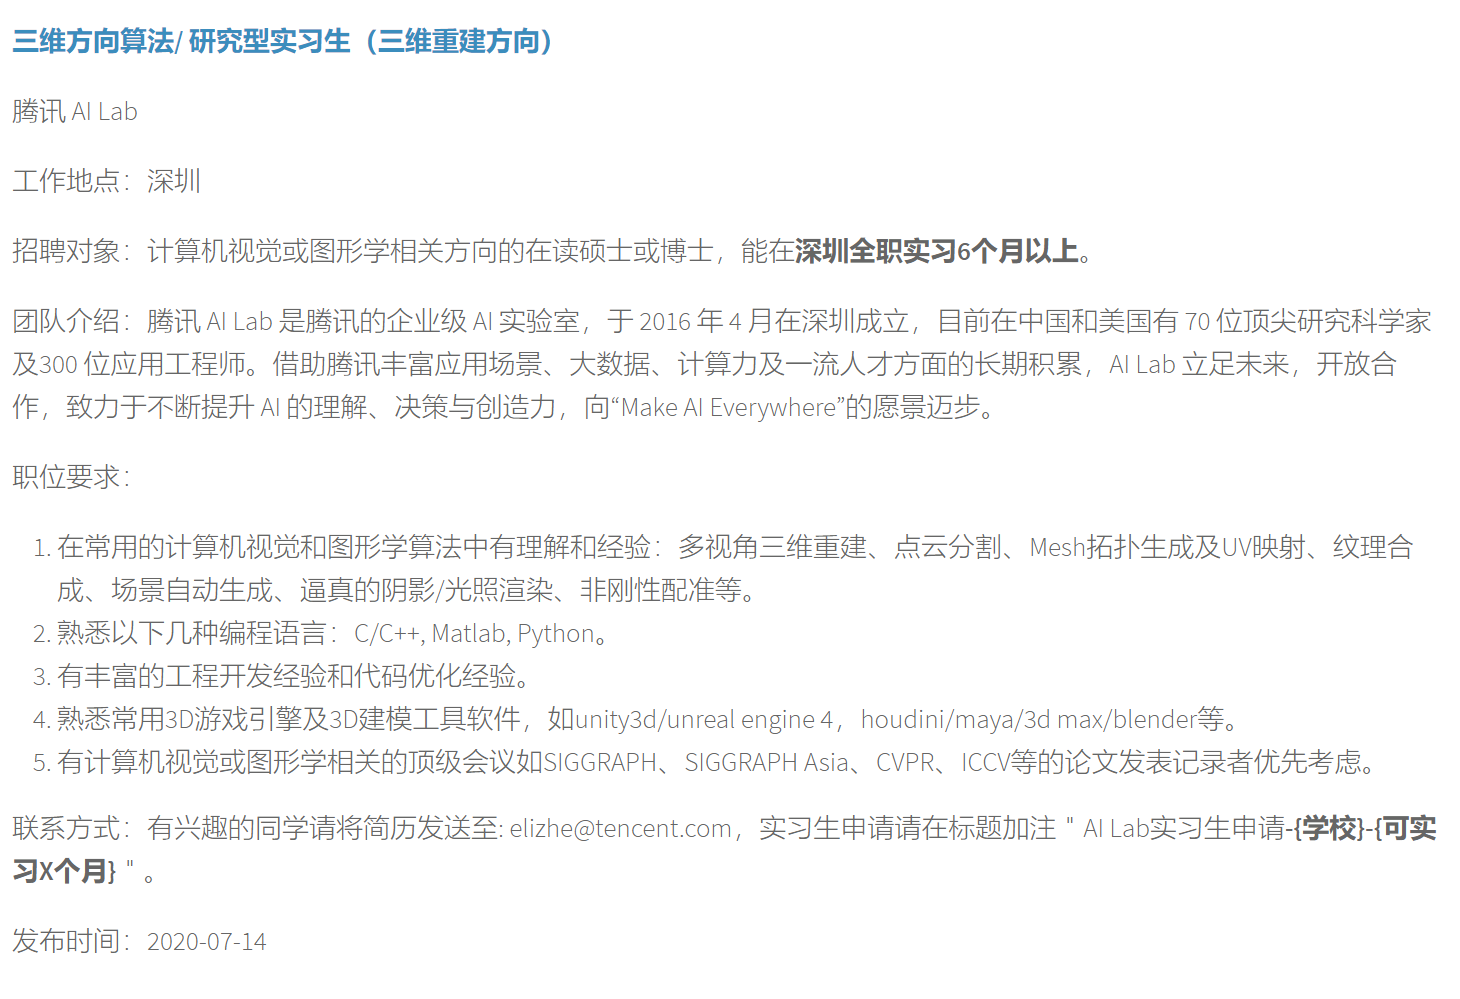 三维方向算法/ 研究型实习生（三维重建方向）
腾讯 AI Lab
工作地点：深圳
招聘对象：计算机视觉或图形学相关方向的在读硕士或博士，能在深圳全职实习6个月以上。
团队介绍：腾讯 AI Lab 是腾讯的企业级 AI 实验室，于 2016 年 4 月在深圳成立，目前在中国和美国有 70 位顶尖研究科学家
及300 位应用工程师。借助腾讯丰富应用场景、大数据、计算力及一流人才方面的长期积累，AI Lab 立足未来，开放合
作，致力于不断提升 AI 的理解、决策与创造力，向“Make AI Everywhere”的愿景迈步。
职位要求：
1. 在常用的计算机视觉和图形学算法中有理解和经验：多视角三维重建、点云分割、Mesh拓扑生成及UV映射、纹理合
成、场景自动生成、逼真的阴影/光照渲染、非刚性配准等。
2. 熟悉以下几种编程语言：C/C++, Matlab, Python。
3. 有丰富的工程开发经验和代码优化经验。
4. 熟悉常用3D游戏引擎及3D建模工具软件，如unity3d/unreal engine 4，houdini/maya/3d max/blender等。
5. 有计算机视觉或图形学相关的顶级会议如SIGGRAPH、SIGGRAPH Asia、CVPR、ICCV等的论文发表记录者优先考虑。
联系方式：有兴趣的同学请将简历发送至: elizhe@tencent.com，实习生申请请在标题加注＂AI Lab实习生申请-{学校}-{可实
习X个月}＂。
发布时间：2020-07-14